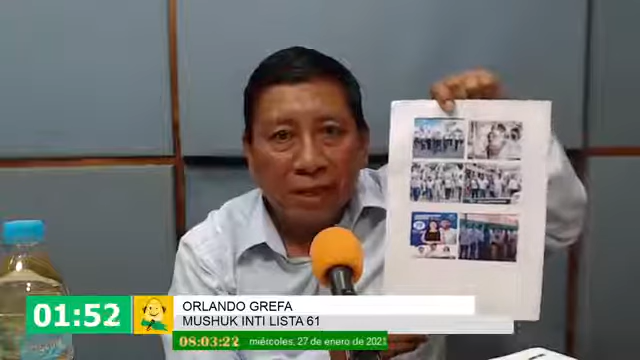 01:52
ORLANDO GREFA
MUSHUK INTI LISTA 61
08:03:22 miércoles, 27 de enero de 2021